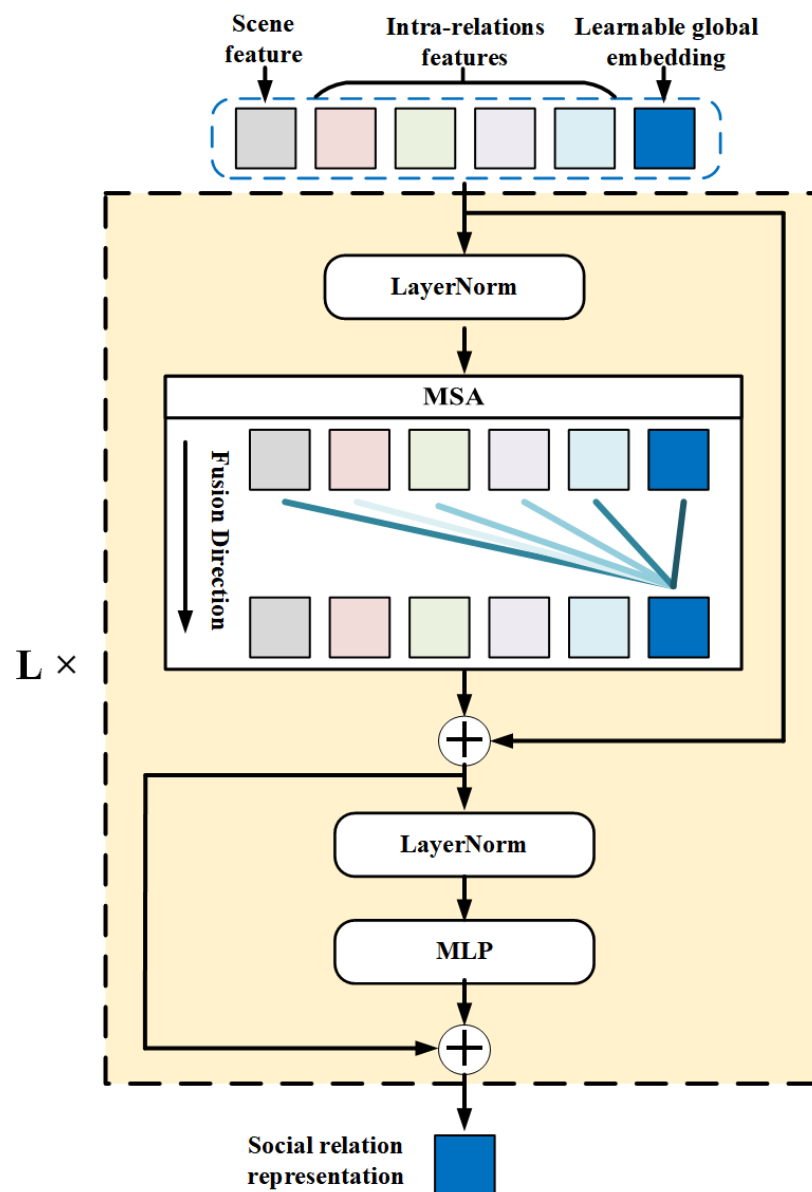 Scene
feature
Intra-relations
features
Learnable global
embedding
LayerNorm
MSA
Fusion Direction
L ×
LayerNorm
MLP
Social relation
representation